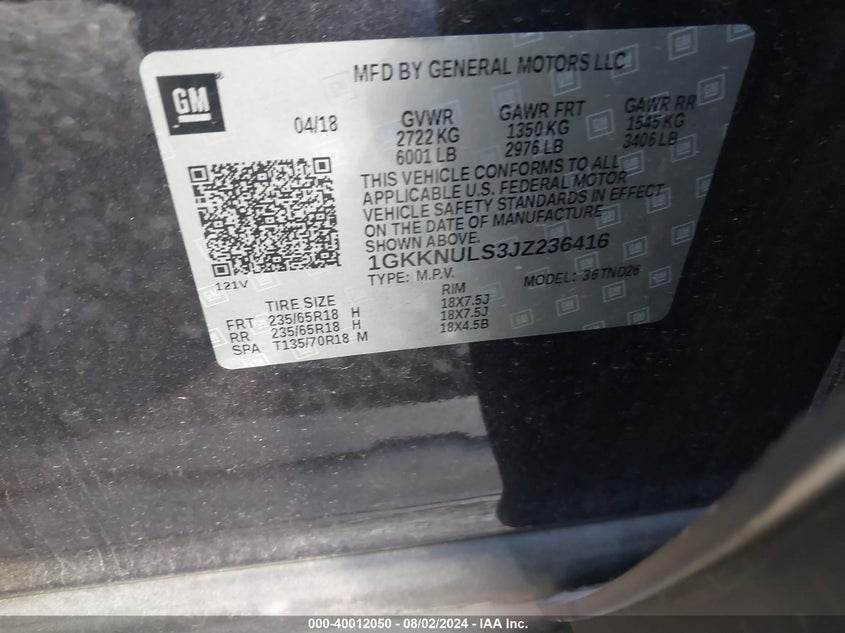 GM
MFD BY GENERAL MOTORS LLC
04/18
GVWR GAWR FRT GAWR RR
2722 KG 1350 KG 1545 KG
6001 LB 2976 LB 3406 LB
THIS VEHICLE CONFORMS TO ALL
APPLICABLE U.S. FEDERAL MOTOR
VEHICLE SAFETY STANDARDS IN EFFECT
ON THE DATE OF MANUFACTURE
SHOWN ABOVE.
1GKKNULS3JZ236416
TYPE: M.P.V. MODEL: 36TND26
121V
TIRE SIZE RIM
FRT 235/65R18 H 18X7.5J
RR 235/65R18 H 18X7.5J
SPA T135/70R18 M 18X4.5B
000-40012050 - 08/02/2024 - Copyright IAA, Inc.